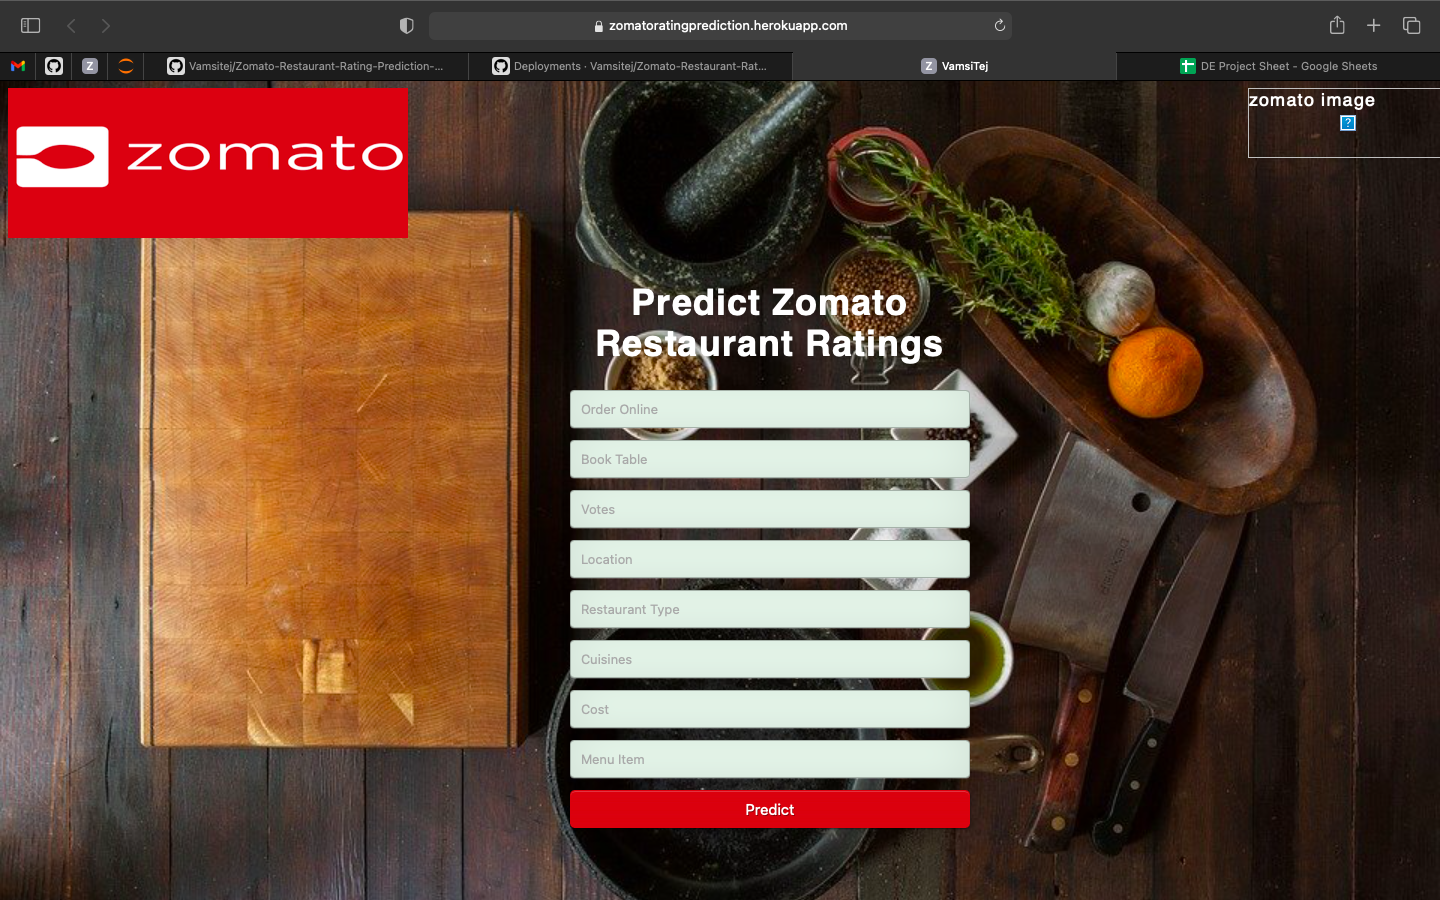 zomatoratingprediction.herokuapp.com
Z
Vamsitej/Zomato-Restaurant-Rating-Prediction-...
Deployments · Vamsitej/Zomato-Restaurant-Rat...
Z VamsiTej
DE Project Sheet - Google Sheets
zomato
zomato image
?
Predict Zomato
Restaurant Ratings
Order Online
Book Table
Votes
Location
Restaurant Type
Cuisines
Cost
Menu Item
Predict
DEXTER